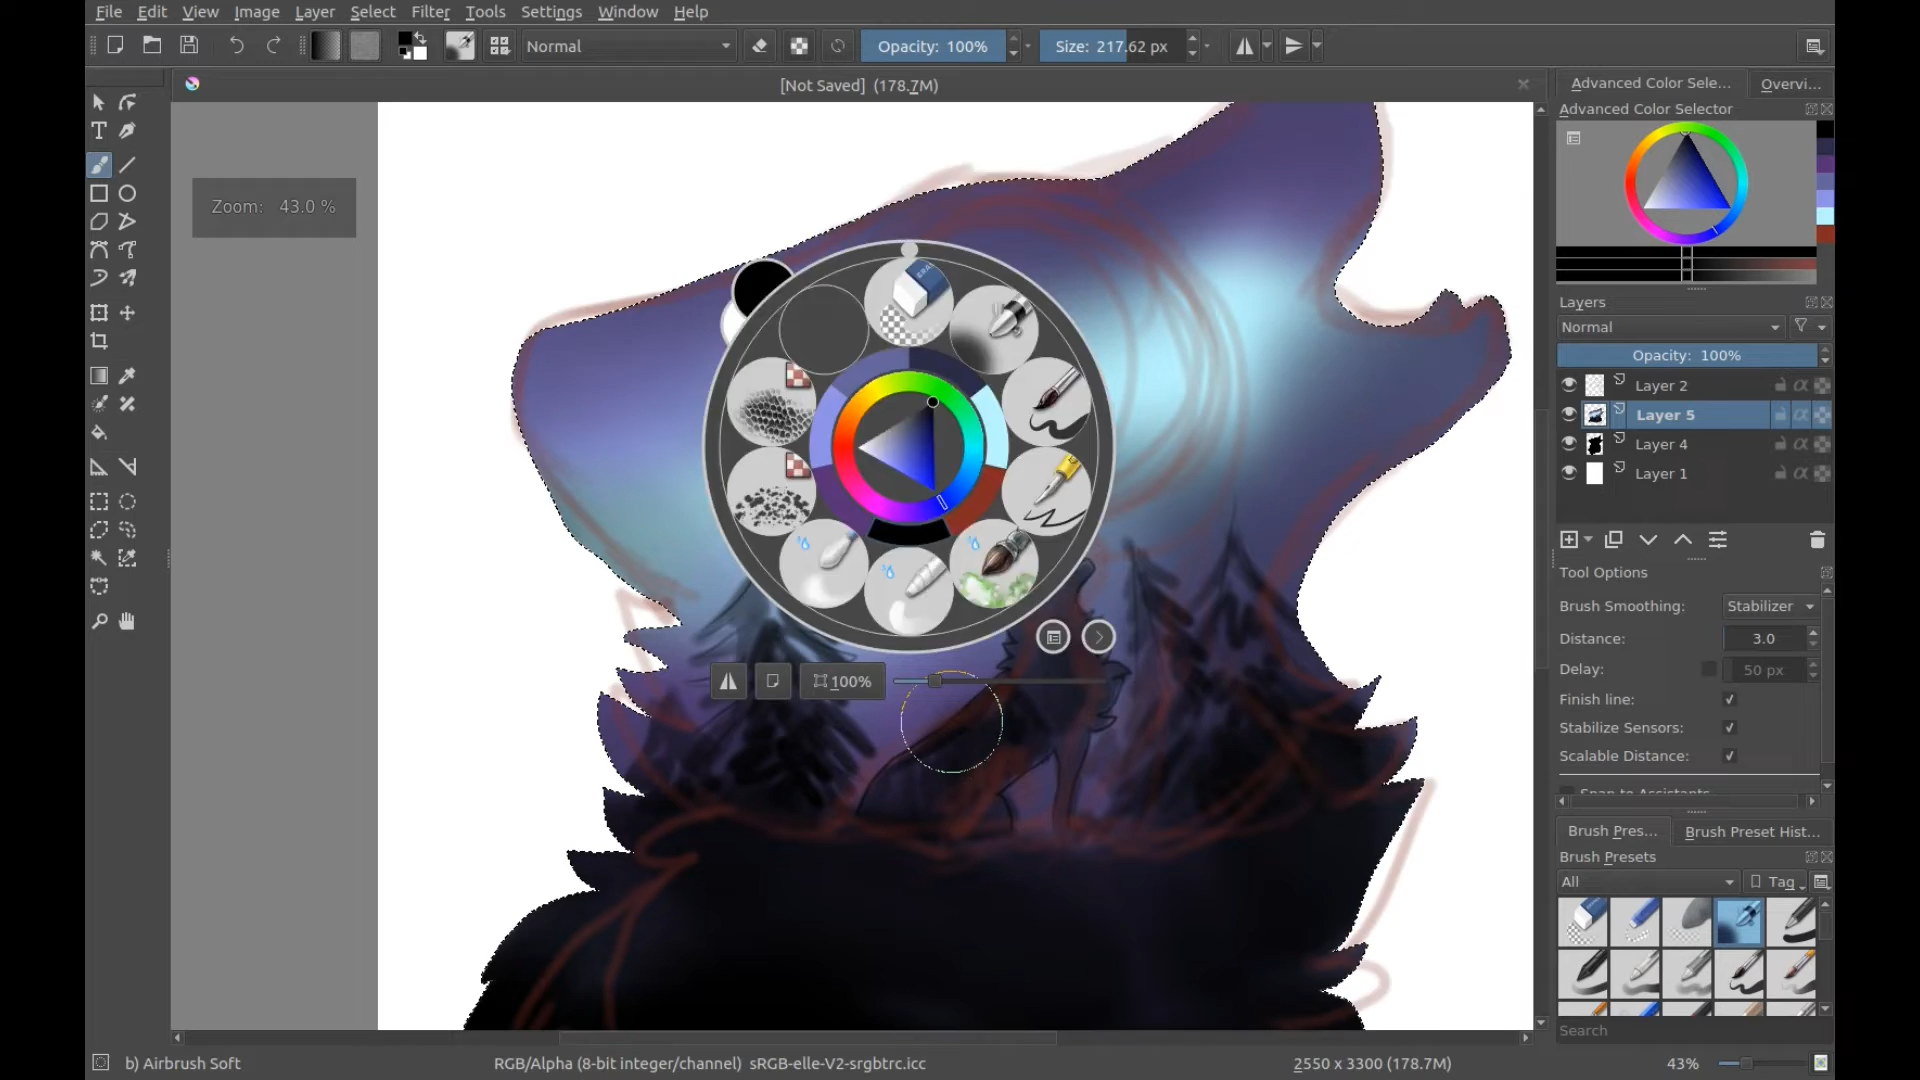 File Edit View Image Layer Select Filter Tools Settings Window Help
Normal Opacity: 100% Size: 217.62 px
[Not Saved] (178.7M)
Advanced Color Sele... Overvi...
Advanced Color Selector
Zoom: 43.0 %
Layers
Normal
Opacity: 100%
Layer 2
Layer 5
Layer 4
Layer 1
Tool Options
Brush Smoothing: Stabilizer
Distance: 3.0
Delay: 50 px
Finish line:
Stabilize Sensors:
Scalable Distance:
Snap to Assistants
100%
Brush Pres... Brush Preset Hist...
Brush Presets
All Tag
Search
b) Airbrush Soft RGB/Alpha (8-bit integer/channel) sRGB-elle-V2-srgbtrc.icc 2550 x 3300 (178.7M) 43%